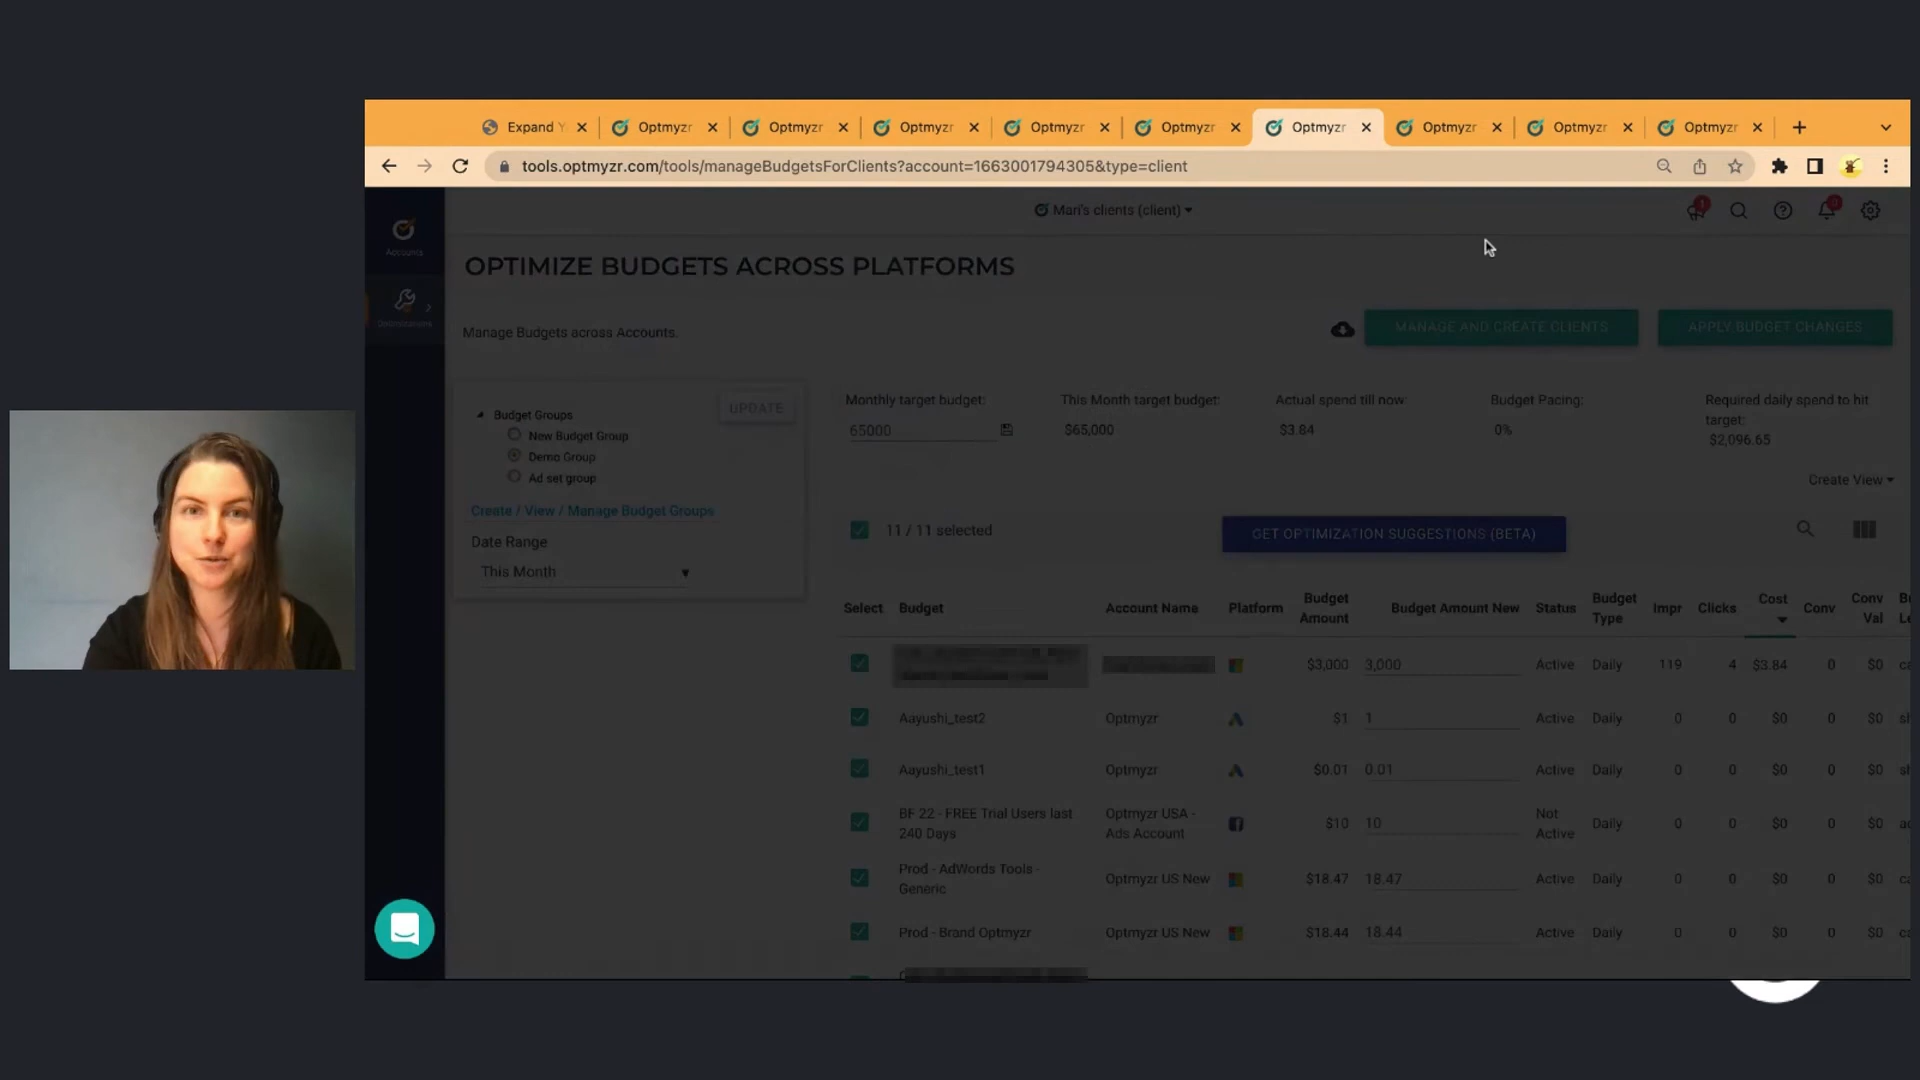 Expand Y
Optmyzr
Optmyzr
Optmyzr
Optmyzr
Optmyzr
Optmyzr
Optmyzr
Optmyzr
Optmyzr
tools.optmyzr.com/tools/manageBudgetsForClients?account=1663001794305&type=client
Accounts
Optimizations
Mari's clients (client)
1
OPTIMIZE BUDGETS ACROSS PLATFORMS
Manage Budgets across Accounts.
MANAGE AND CREATE CLIENTS
APPLY BUDGET CHANGES
Budget Groups
UPDATE
New Budget Group
Demo Group
Ad set group
Create / View / Manage Budget Groups
Date Range
This Month
Monthly target budget:
65000
This Month target budget:
$65,000
Actual spend till now:
$3.84
Budget Pacing:
0%
Required daily spend to hit
target:
$2,096.65
Create View
11 / 11 selected
GET OPTIMIZATION SUGGESTIONS (BETA)
Select Budget Account Name Platform Budget Amount Budget Amount New Status Budget Type Impr Clicks Cost Conv Conv Val
$3,000 3,000 Active Daily 119 4 $3.84 0 $0
Aayushi_test2 Optmyzr $1 1 Active Daily 0 0 $0 0 $0
Aayushi_test1 Optmyzr $0.01 0.01 Active Daily 0 0 $0 0 $0
BF 22 - FREE Trial Users last 240 Days Optmyzr USA - Ads Account $10 10 Not Active Daily 0 0 $0 0 $0
Prod - AdWords Tools - Generic Optmyzr US New $18.47 18.47 Active Daily 0 0 $0 0 $0
Prod - Brand Optmyzr Optmyzr US New $18.44 18.44 Active Daily 0 0 $0 0 $0